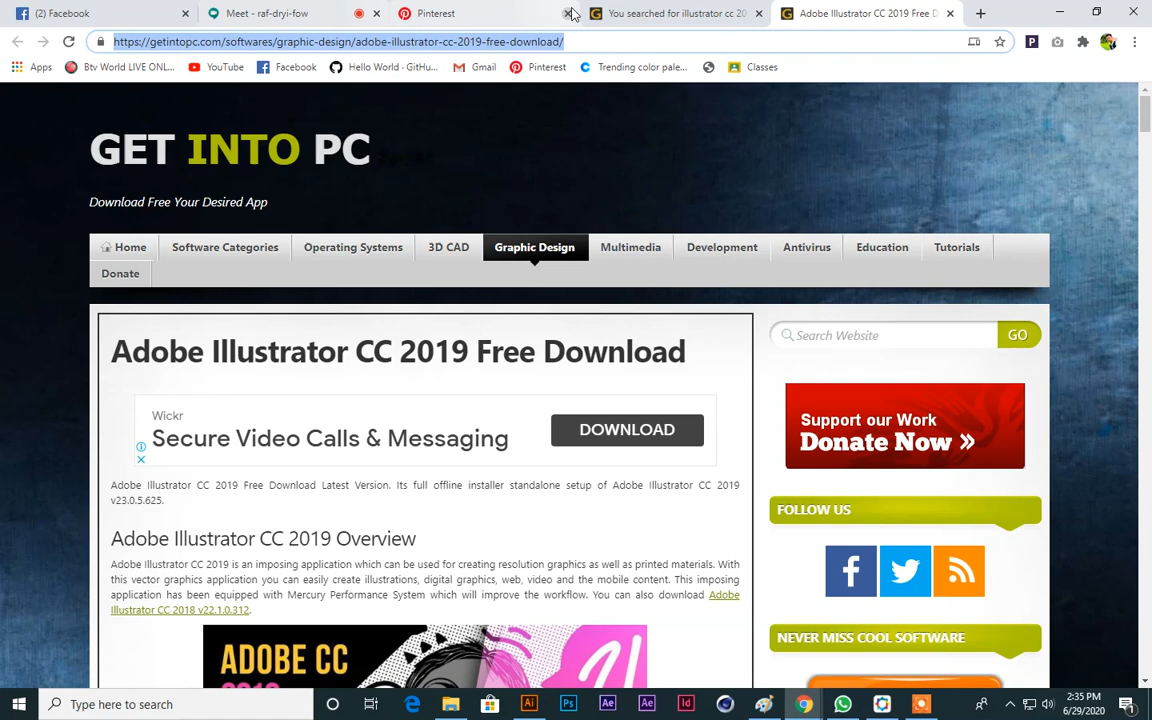 (2) Facebook
Meet - raf-dryi-fow
Pinterest
You searched for illustrator cc 20
Adobe Illustrator CC 2019 Free D
https://getintopc.com/softwares/graphic-design/adobe-illustrator-cc-2019-free-download/
Apps
Btv World LIVE ONL...
YouTube
Facebook
Hello World · GitHu...
Gmail
Pinterest
Trending color pale...
Classes
GET INTO PC
Download Free Your Desired App
Home
Software Categories
Operating Systems
3D CAD
Graphic Design
Multimedia
Development
Antivirus
Education
Tutorials
Donate
Adobe Illustrator CC 2019 Free Download
Search Website
GO
Wickr
Secure Video Calls & Messaging
DOWNLOAD
Support our Work
Donate Now »
Adobe Illustrator CC 2019 Free Download Latest Version. Its full offline installer standalone setup of Adobe Illustrator CC 2019
v23.0.5.625.
FOLLOW US
Adobe Illustrator CC 2019 Overview
Adobe Illustrator CC 2019 is an imposing application which can be used for creating resolution graphics as well as printed materials. With
this vector graphics application you can easily create illustrations, digital graphics, web, video and the mobile content. This imposing
application has been equipped with Mercury Performance System which will improve the workflow. You can also download Adobe
Illustrator CC 2018 v22.1.0.312.
NEVER MISS COOL SOFTWARE
ADOBE CC
Type here to search
Ai
Ps
Ae
Ae
Id
2:35 PM
6/29/2020
1